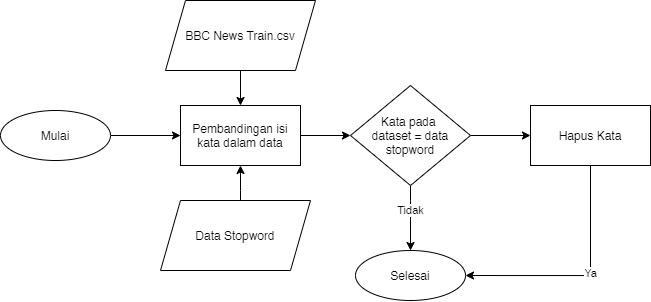 BBC News Train.csv
Mulai
Pembandingan isi
kata dalam data
Kata pada
dataset = data
stopword
Hapus Kata
Tidak
Data Stopword
Selesai
Ya